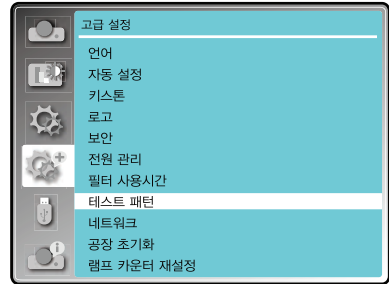 고급 설정
언어
자동 설정
키스톤
로고
보안
전원 관리
필터 사용시간
테스트 패턴
네트워크
공장 초기화
램프 카운터 재설정